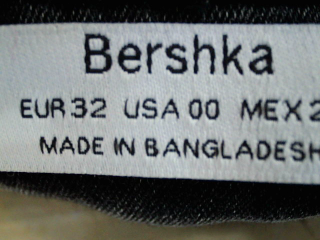 Bershka
EUR 32 USA 00 MEX 2
MADE IN BANGLADESH